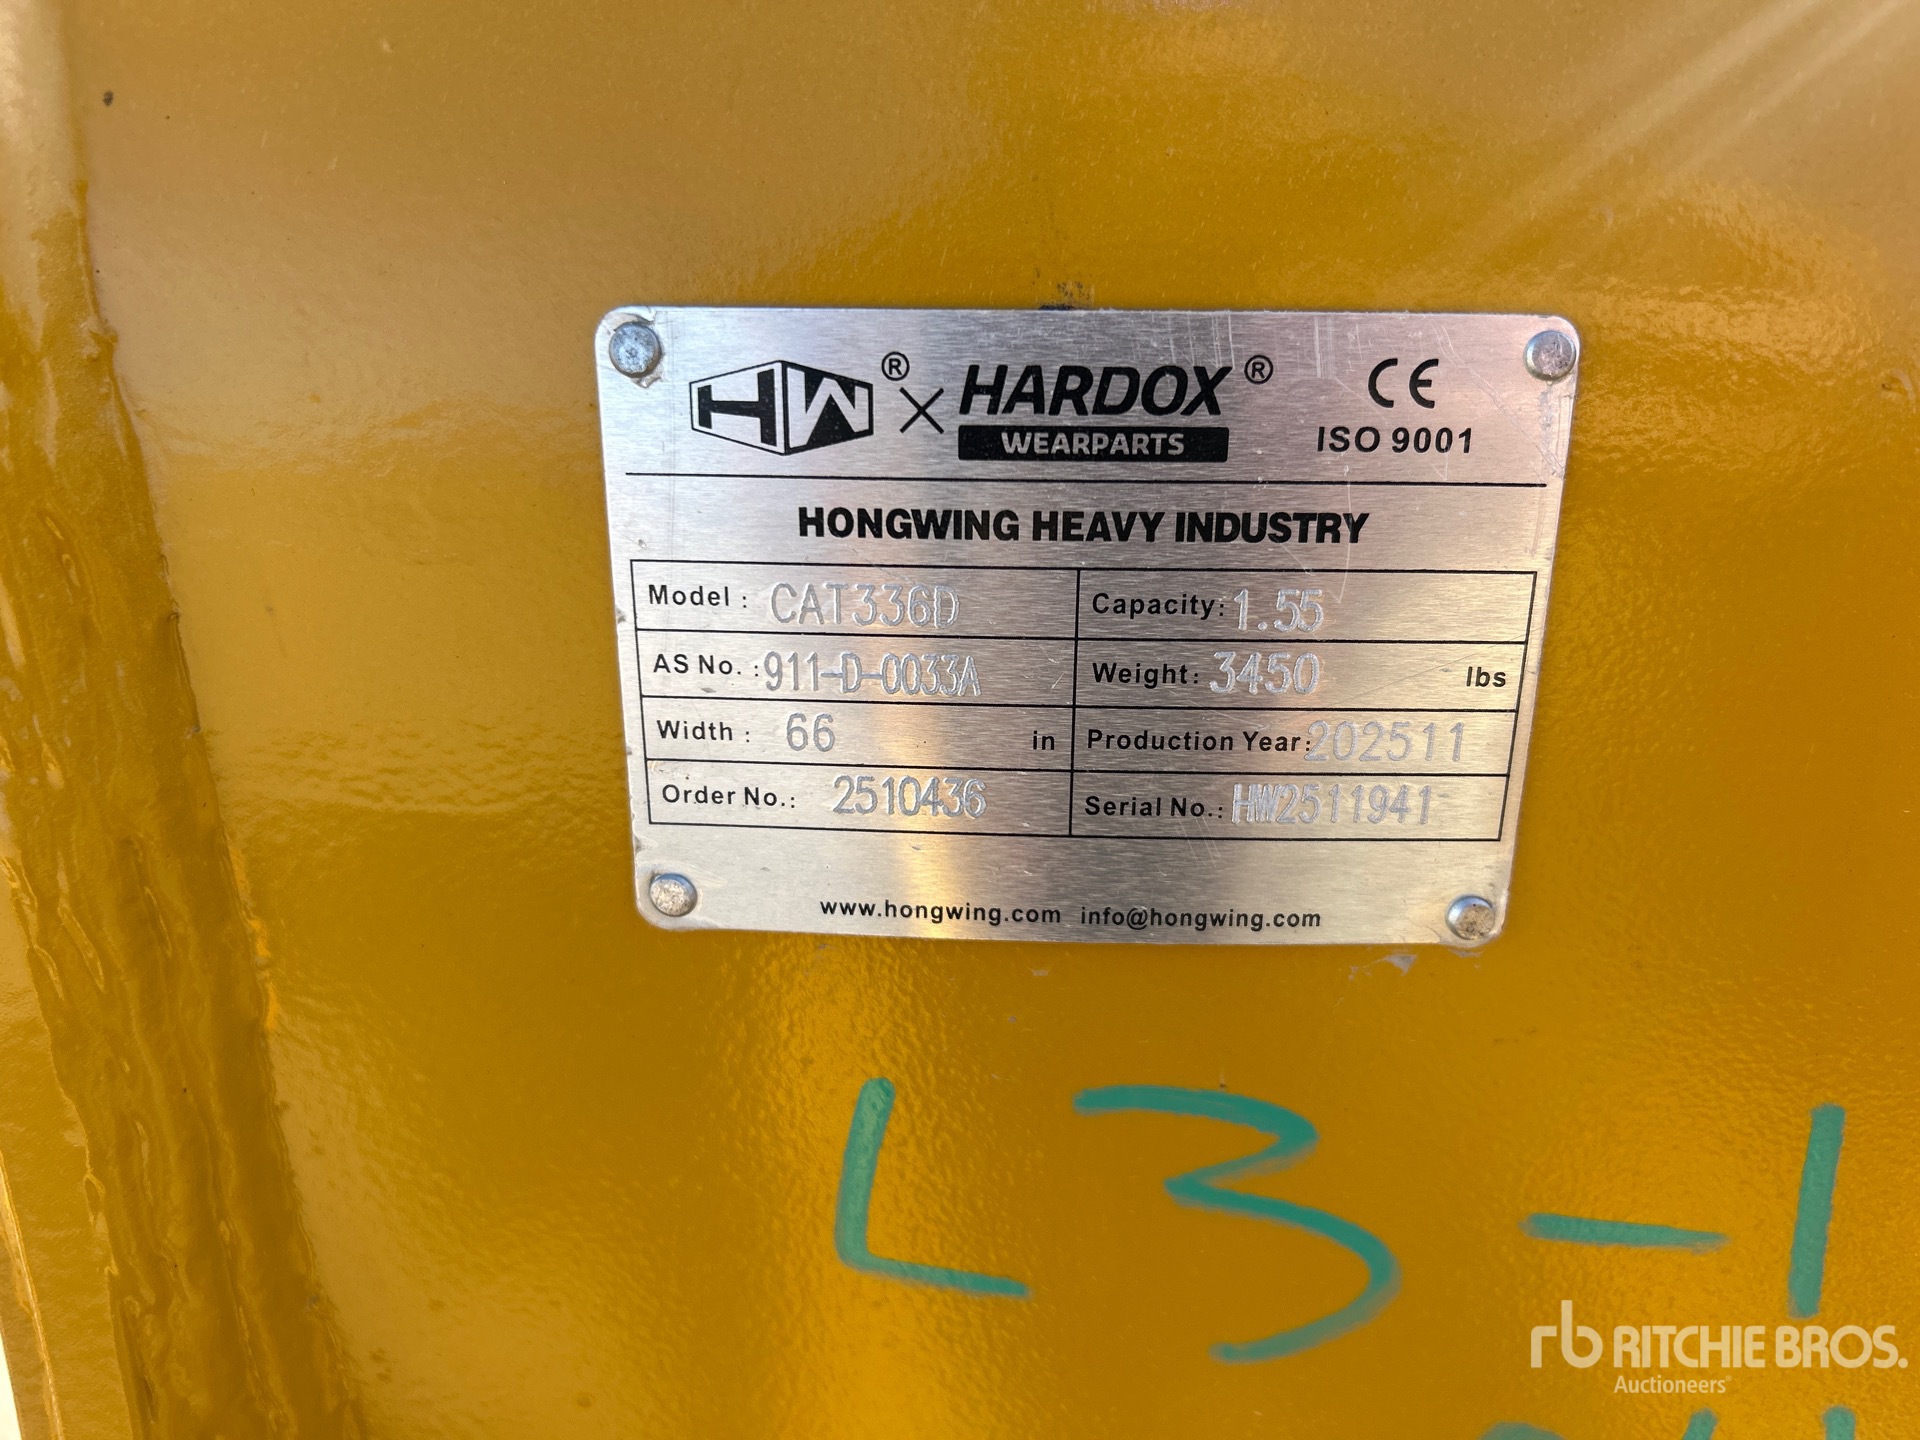 HW® × HARDOX® CE
WEARPARTS ISO 9001
HONGWING HEAVY INDUSTRY
Model : CAT336D Capacity: 1.55
AS No. : 911-D-0033A Weight: 3450 lbs
Width : 66 in Production Year: 202511
Order No.: 2510436 Serial No.: HW2511941
www.hongwing.com info@hongwing.com
L3-1
rb RITCHIE BROS.
Auctioneers